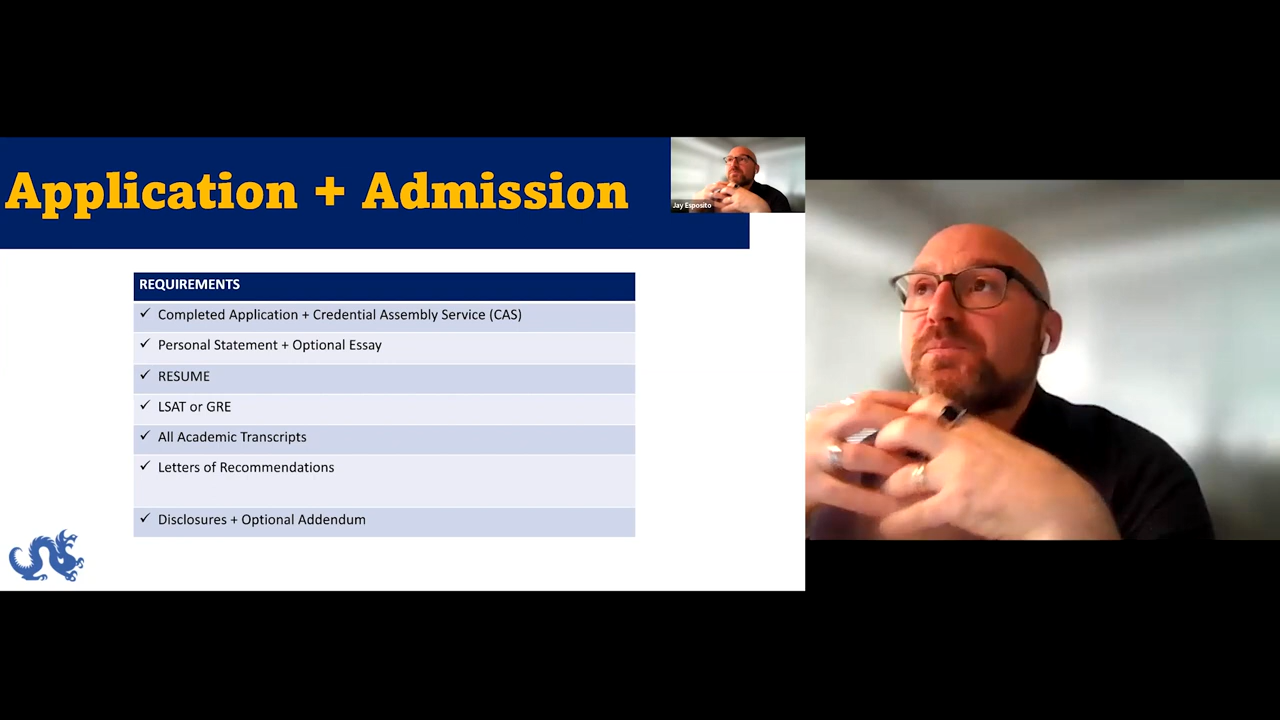 Application + Admission
Jay Esposito
REQUIREMENTS
✓ Completed Application + Credential Assembly Service (CAS)
✓ Personal Statement + Optional Essay
✓ RESUME
✓ LSAT or GRE
✓ All Academic Transcripts
✓ Letters of Recommendations
✓ Disclosures + Optional Addendum